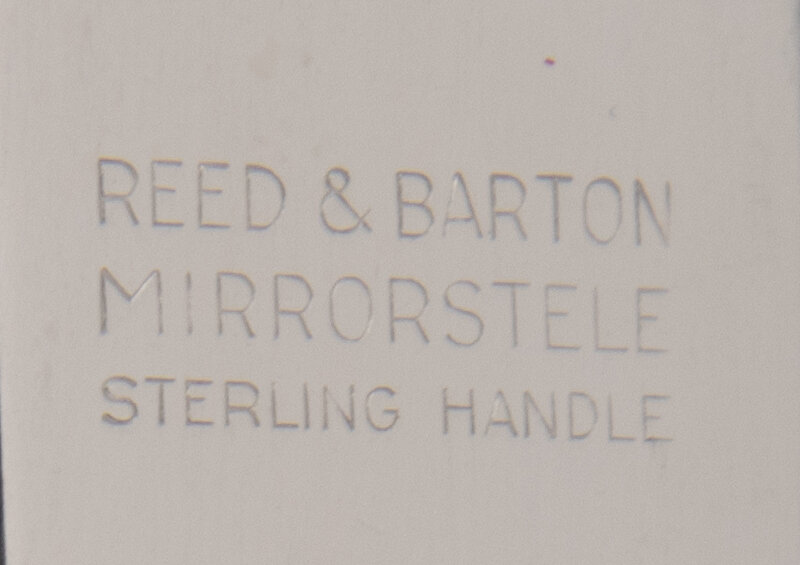 REED & BARTON
MIRRORSTELE
STERLING HANDLE